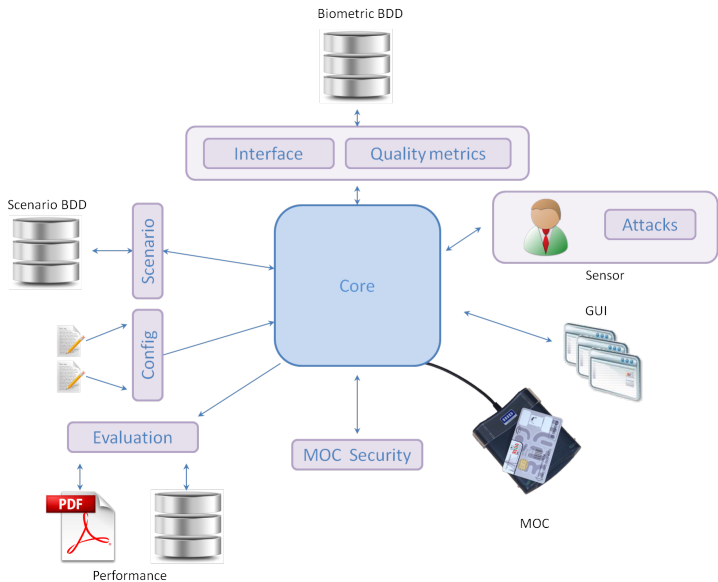 Biometric BDD
Interface
Quality metrics
Scenario BDD
Scenario
Core
Attacks
Sensor
GUI
Config
Evaluation
MOC Security
PDF
MOC
Performance